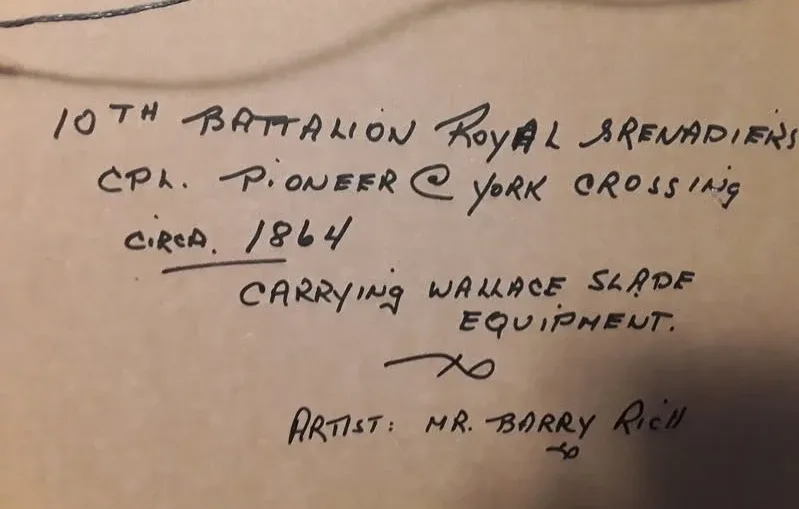 10TH BATTALION ROYAL GRENADIERS
CPL. PIONEER @ YORK CROSSING
CIRCA. 1864
CARRYING WALLACE SLADE
EQUIPMENT.
ARTIST: MR. BARRY RICH